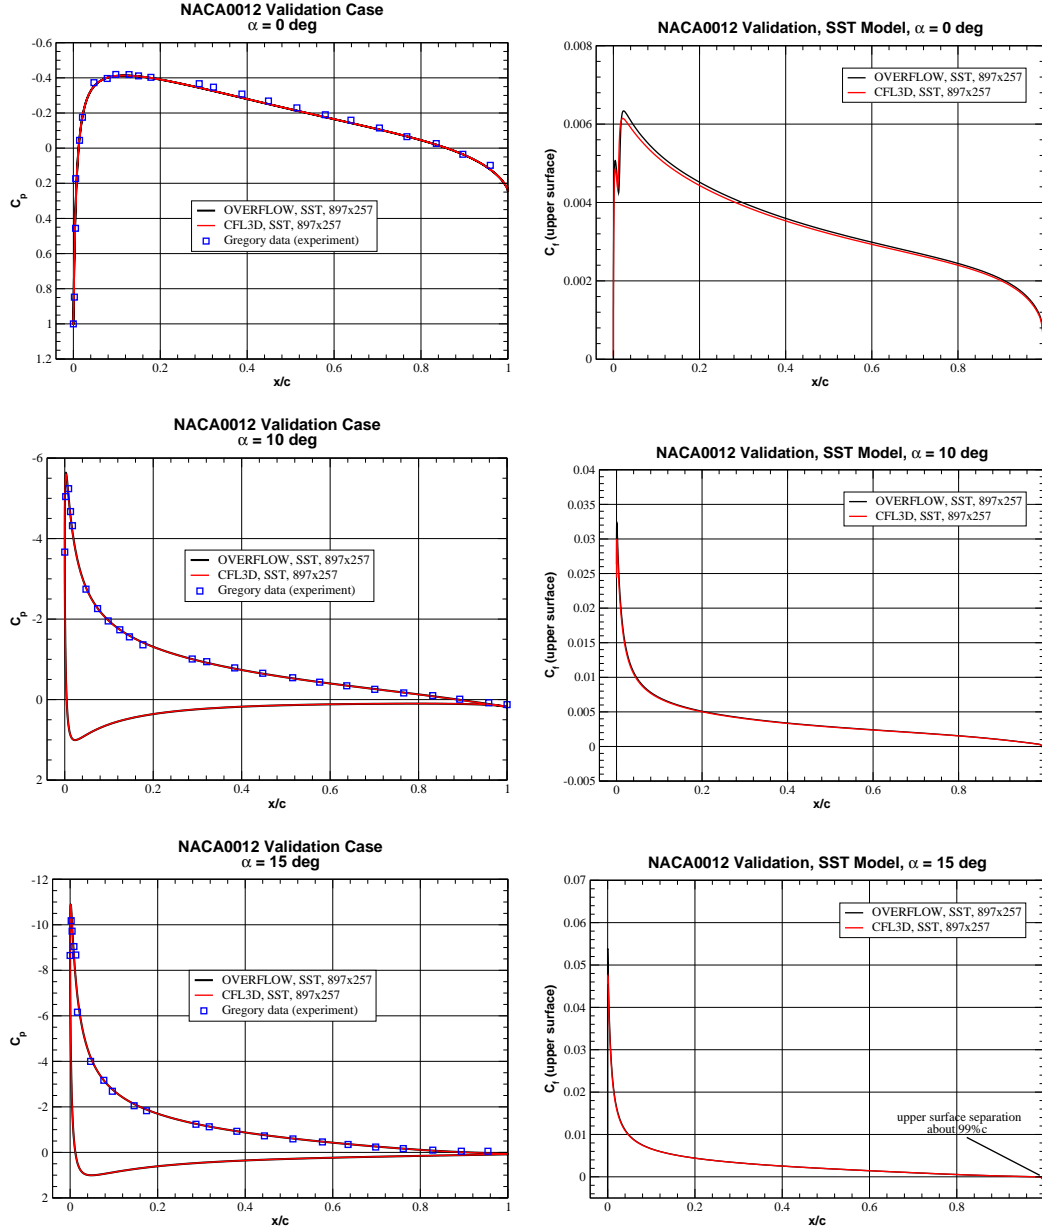 NACA0012 Validation Case
α = 0 deg
-0.6
-0.4
-0.2
0
0.2
0.4
0.6
0.8
1
1.2
Cp
OVERFLOW, SST, 897x257
CFL3D, SST, 897x257
Gregory data (experiment)
0 0.2 0.4 0.6 0.8 1
x/c
NACA0012 Validation, SST Model, α = 0 deg
0.008
0.006
0.004
0.002
0
Cf (upper surface)
OVERFLOW, SST, 897x257
CFL3D, SST, 897x257
0 0.2 0.4 0.6 0.8
x/c
NACA0012 Validation Case
α = 10 deg
-6
-4
-2
0
2
Cp
OVERFLOW, SST, 897x257
CFL3D, SST, 897x257
Gregory data (experiment)
0 0.2 0.4 0.6 0.8 1
x/c
NACA0012 Validation, SST Model, α = 10 deg
0.04
0.035
0.03
0.025
0.02
0.015
0.01
0.005
0
-0.005
Cf (upper surface)
OVERFLOW, SST, 897x257
CFL3D, SST, 897x257
0 0.2 0.4 0.6 0.8
x/c
NACA0012 Validation Case
α = 15 deg
-12
-10
-8
-6
-4
-2
0
2
Cp
OVERFLOW, SST, 897x257
CFL3D, SST, 897x257
Gregory data (experiment)
0 0.2 0.4 0.6 0.8 1
x/c
NACA0012 Validation, SST Model, α = 15 deg
0.07
0.06
0.05
0.04
0.03
0.02
0.01
0
Cf (upper surface)
OVERFLOW, SST, 897x257
CFL3D, SST, 897x257
upper surface separation
about 99%c
0 0.2 0.4 0.6 0.8
x/c